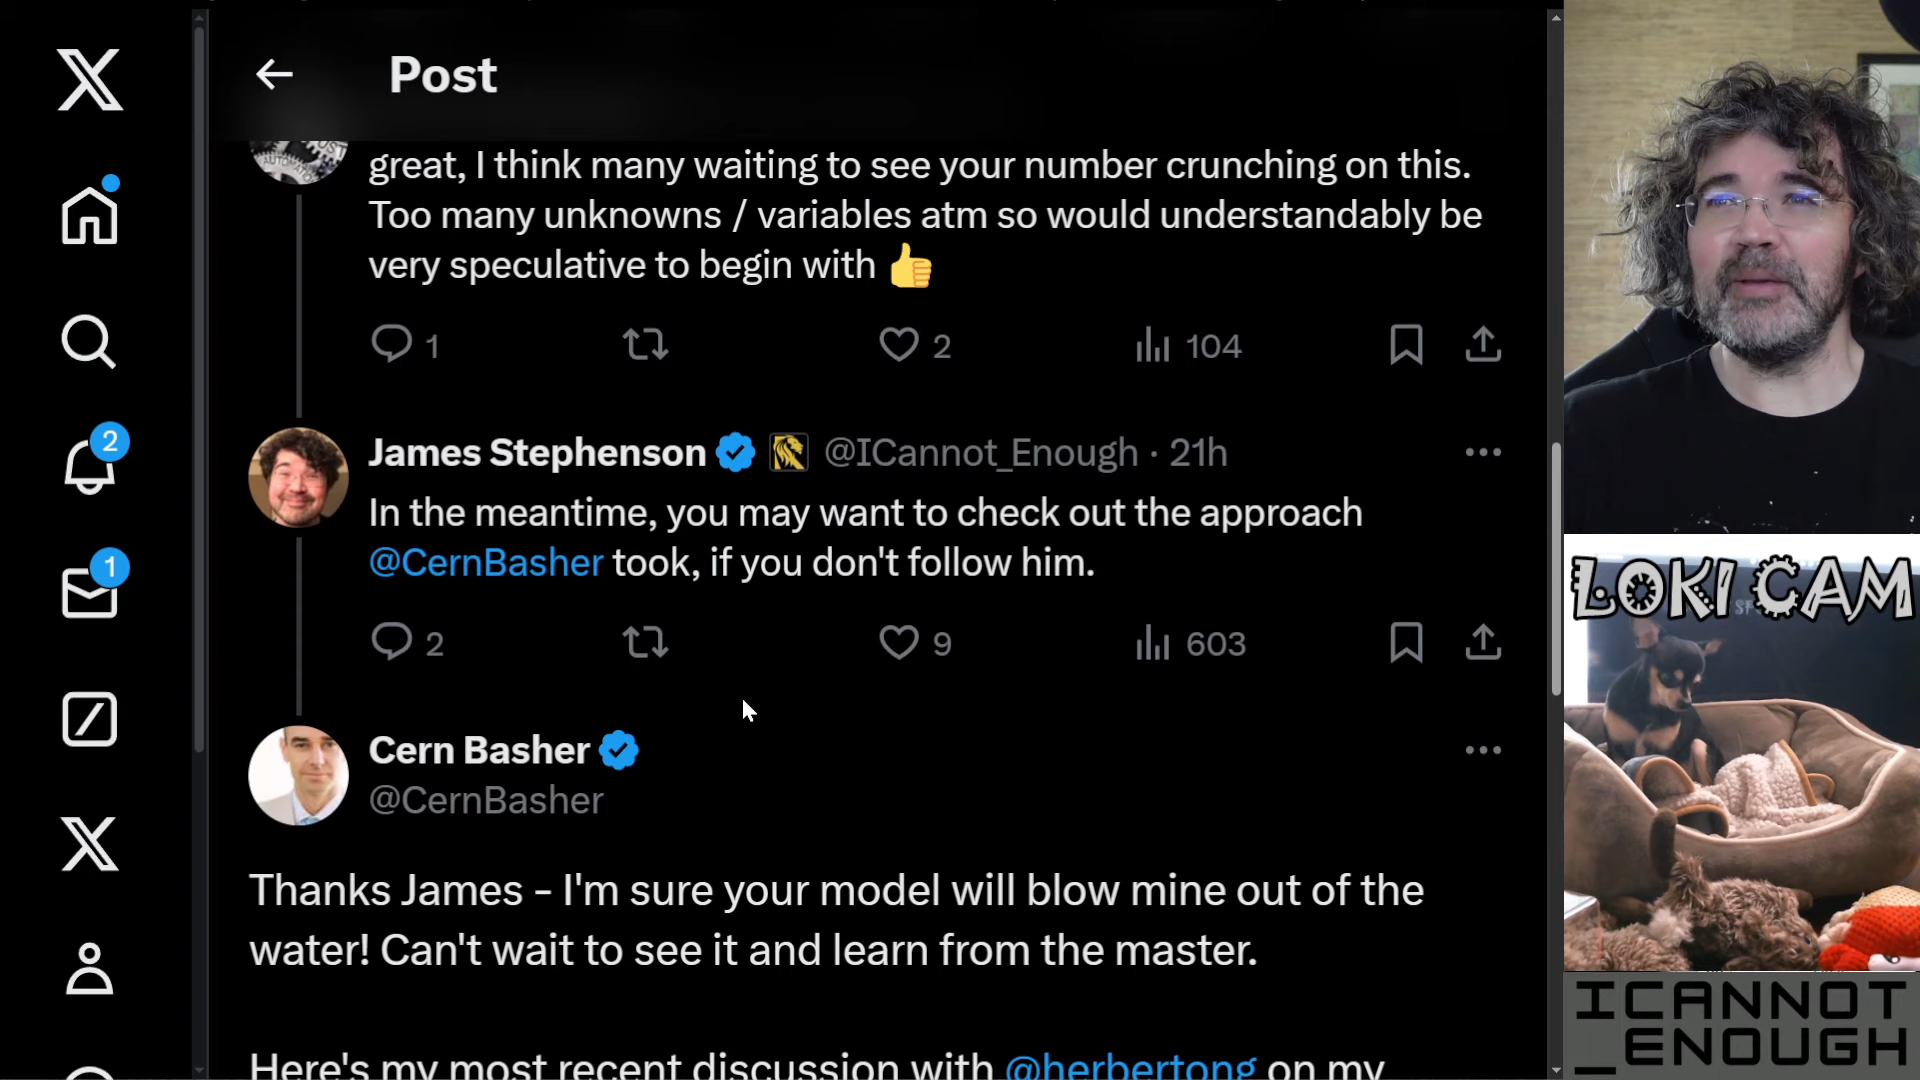 Post
great, I think many waiting to see your number crunching on this.
Too many unknowns / variables atm so would understandably be
very speculative to begin with 👍
1
2
104
2
James Stephenson @ICannot_Enough · 21h
In the meantime, you may want to check out the approach
@CernBasher took, if you don't follow him.
1
2
9
603
Cern Basher
@CernBasher
Thanks James - I'm sure your model will blow mine out of the
water! Can't wait to see it and learn from the master.
Here's my most recent discussion with @herbertong on my
LOKI CAM
ICANNOT
_ENOUGH